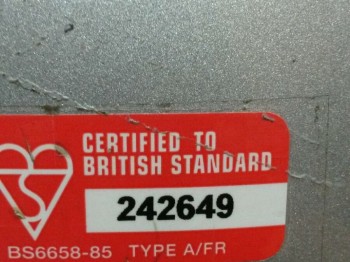 CERTIFIED TO
BRITISH STANDARD
242649
BS6658-85 TYPE A/FR